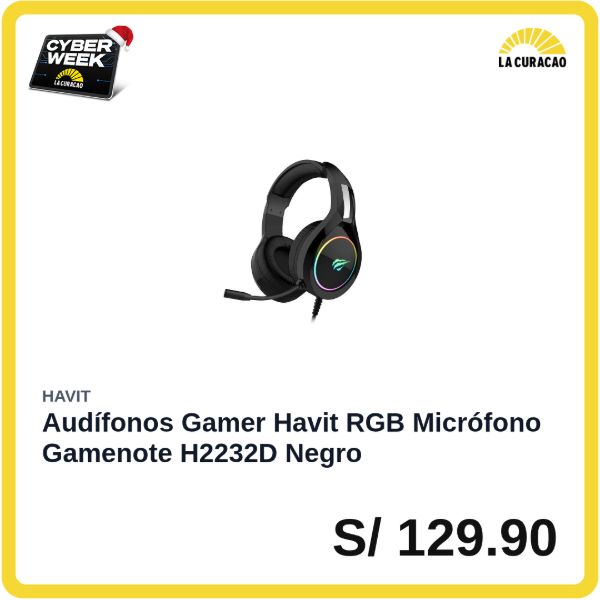 CYBER
WEEK
LA CURACAO
LA CURACAO
HAVIT
Audífonos Gamer Havit RGB Micrófono
Gamenote H2232D Negro
S/ 129.90